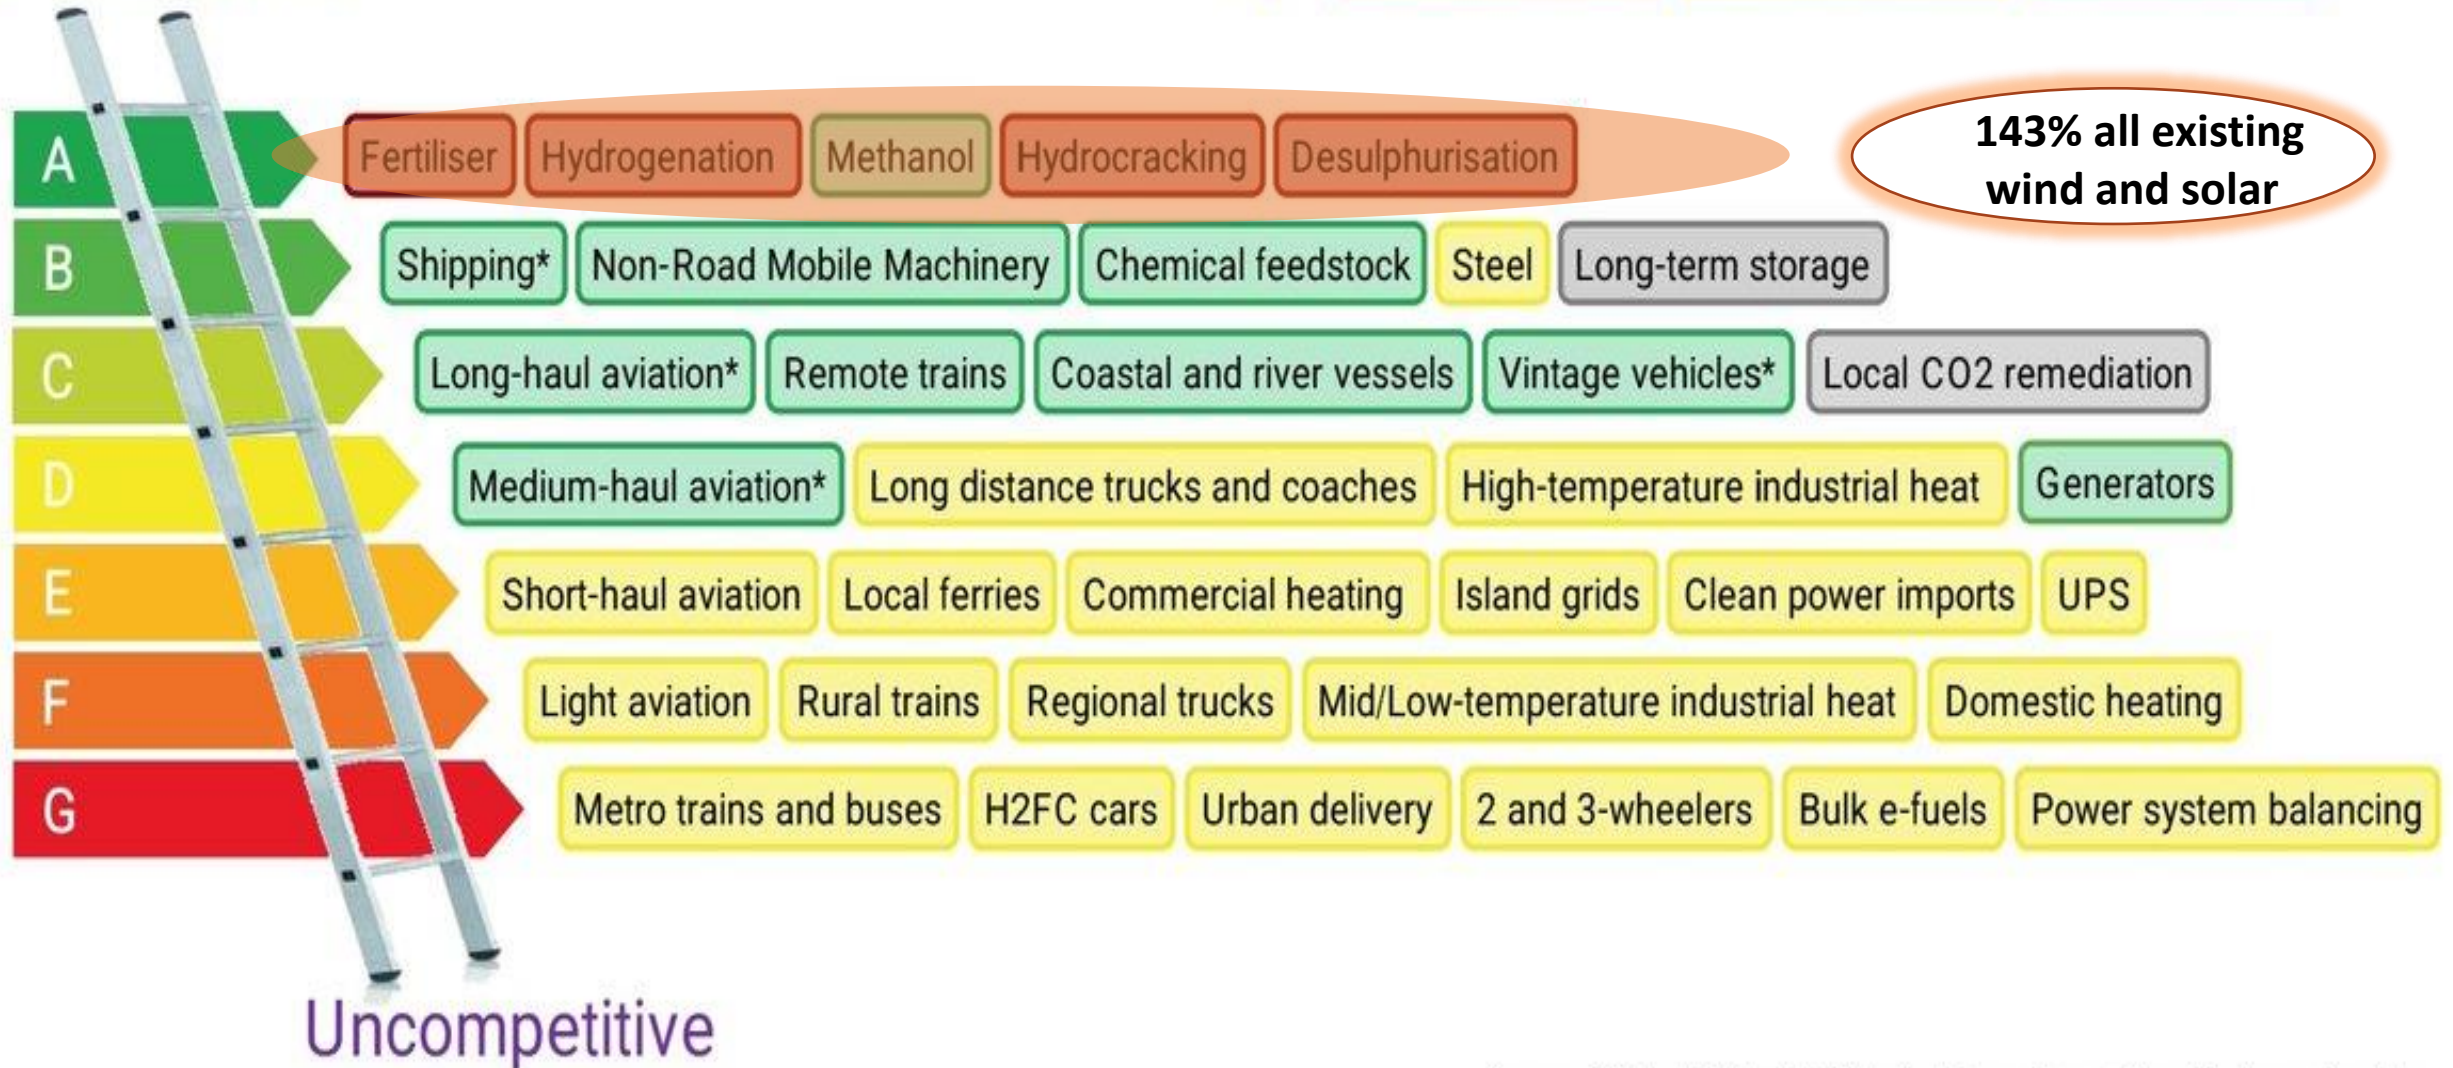 A Fertiliser Hydrogenation Methanol Hydrocracking Desulphurisation
143% all existing
wind and solar
B Shipping* Non-Road Mobile Machinery Chemical feedstock Steel Long-term storage
C Long-haul aviation* Remote trains Coastal and river vessels Vintage vehicles* Local CO2 remediation
D Medium-haul aviation* Long distance trucks and coaches High-temperature industrial heat Generators
E Short-haul aviation Local ferries Commercial heating Island grids Clean power imports UPS
F Light aviation Rural trains Regional trucks Mid/Low-temperature industrial heat Domestic heating
G Metro trains and buses H2FC cars Urban delivery 2 and 3-wheelers Bulk e-fuels Power system balancing
Uncompetitive